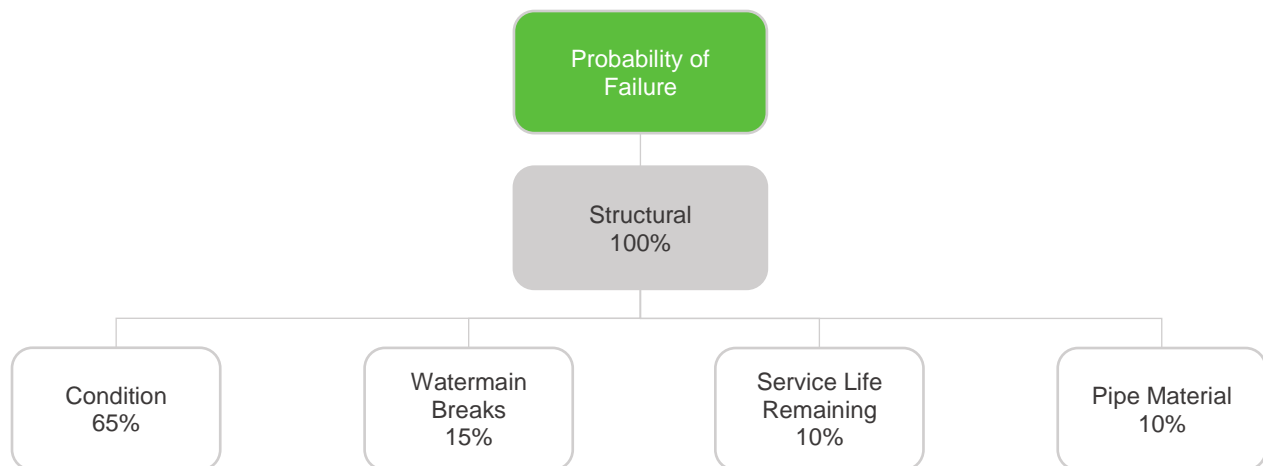 Probability of
Failure
Structural
100%
Condition
65%
Watermain
Breaks
15%
Service Life
Remaining
10%
Pipe Material
10%